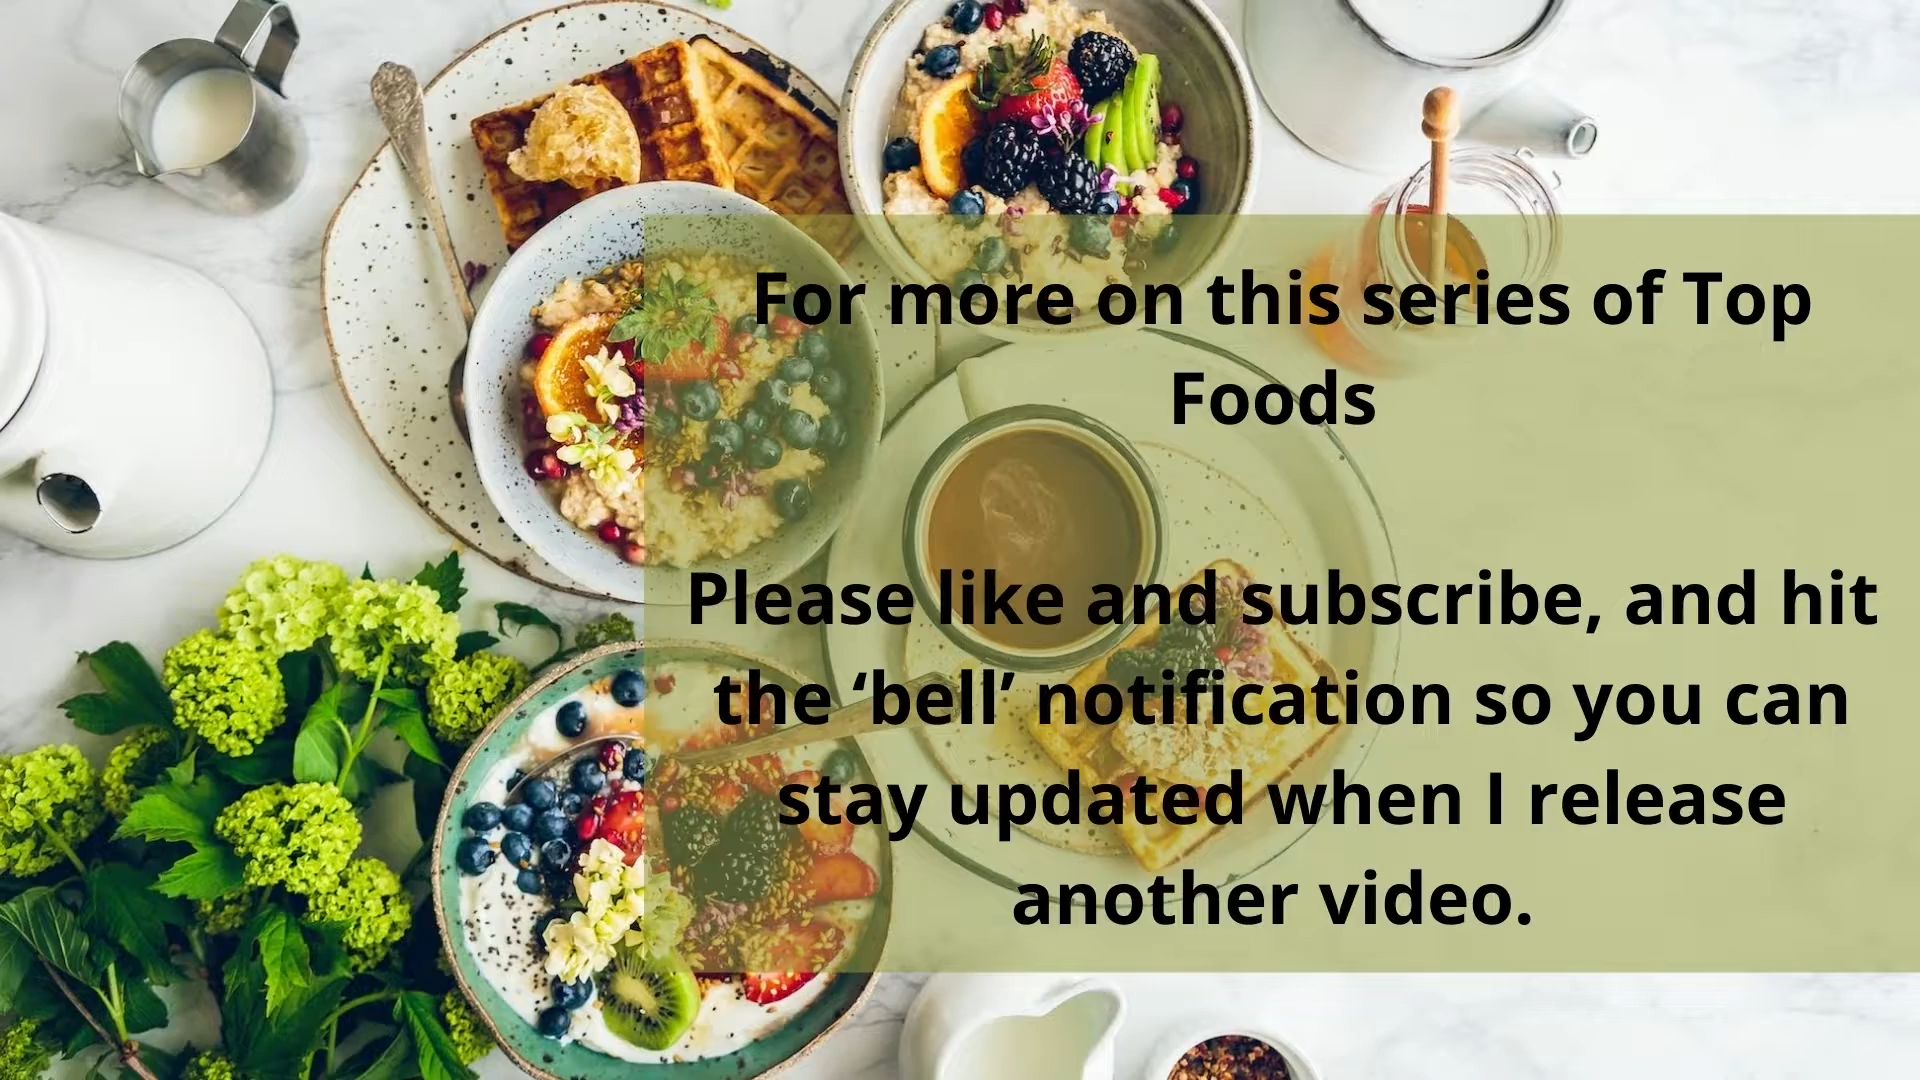 For more on this series of Top
Foods
Please like and subscribe, and hit
the ‘bell’ notification so you can
stay updated when I release
another video.